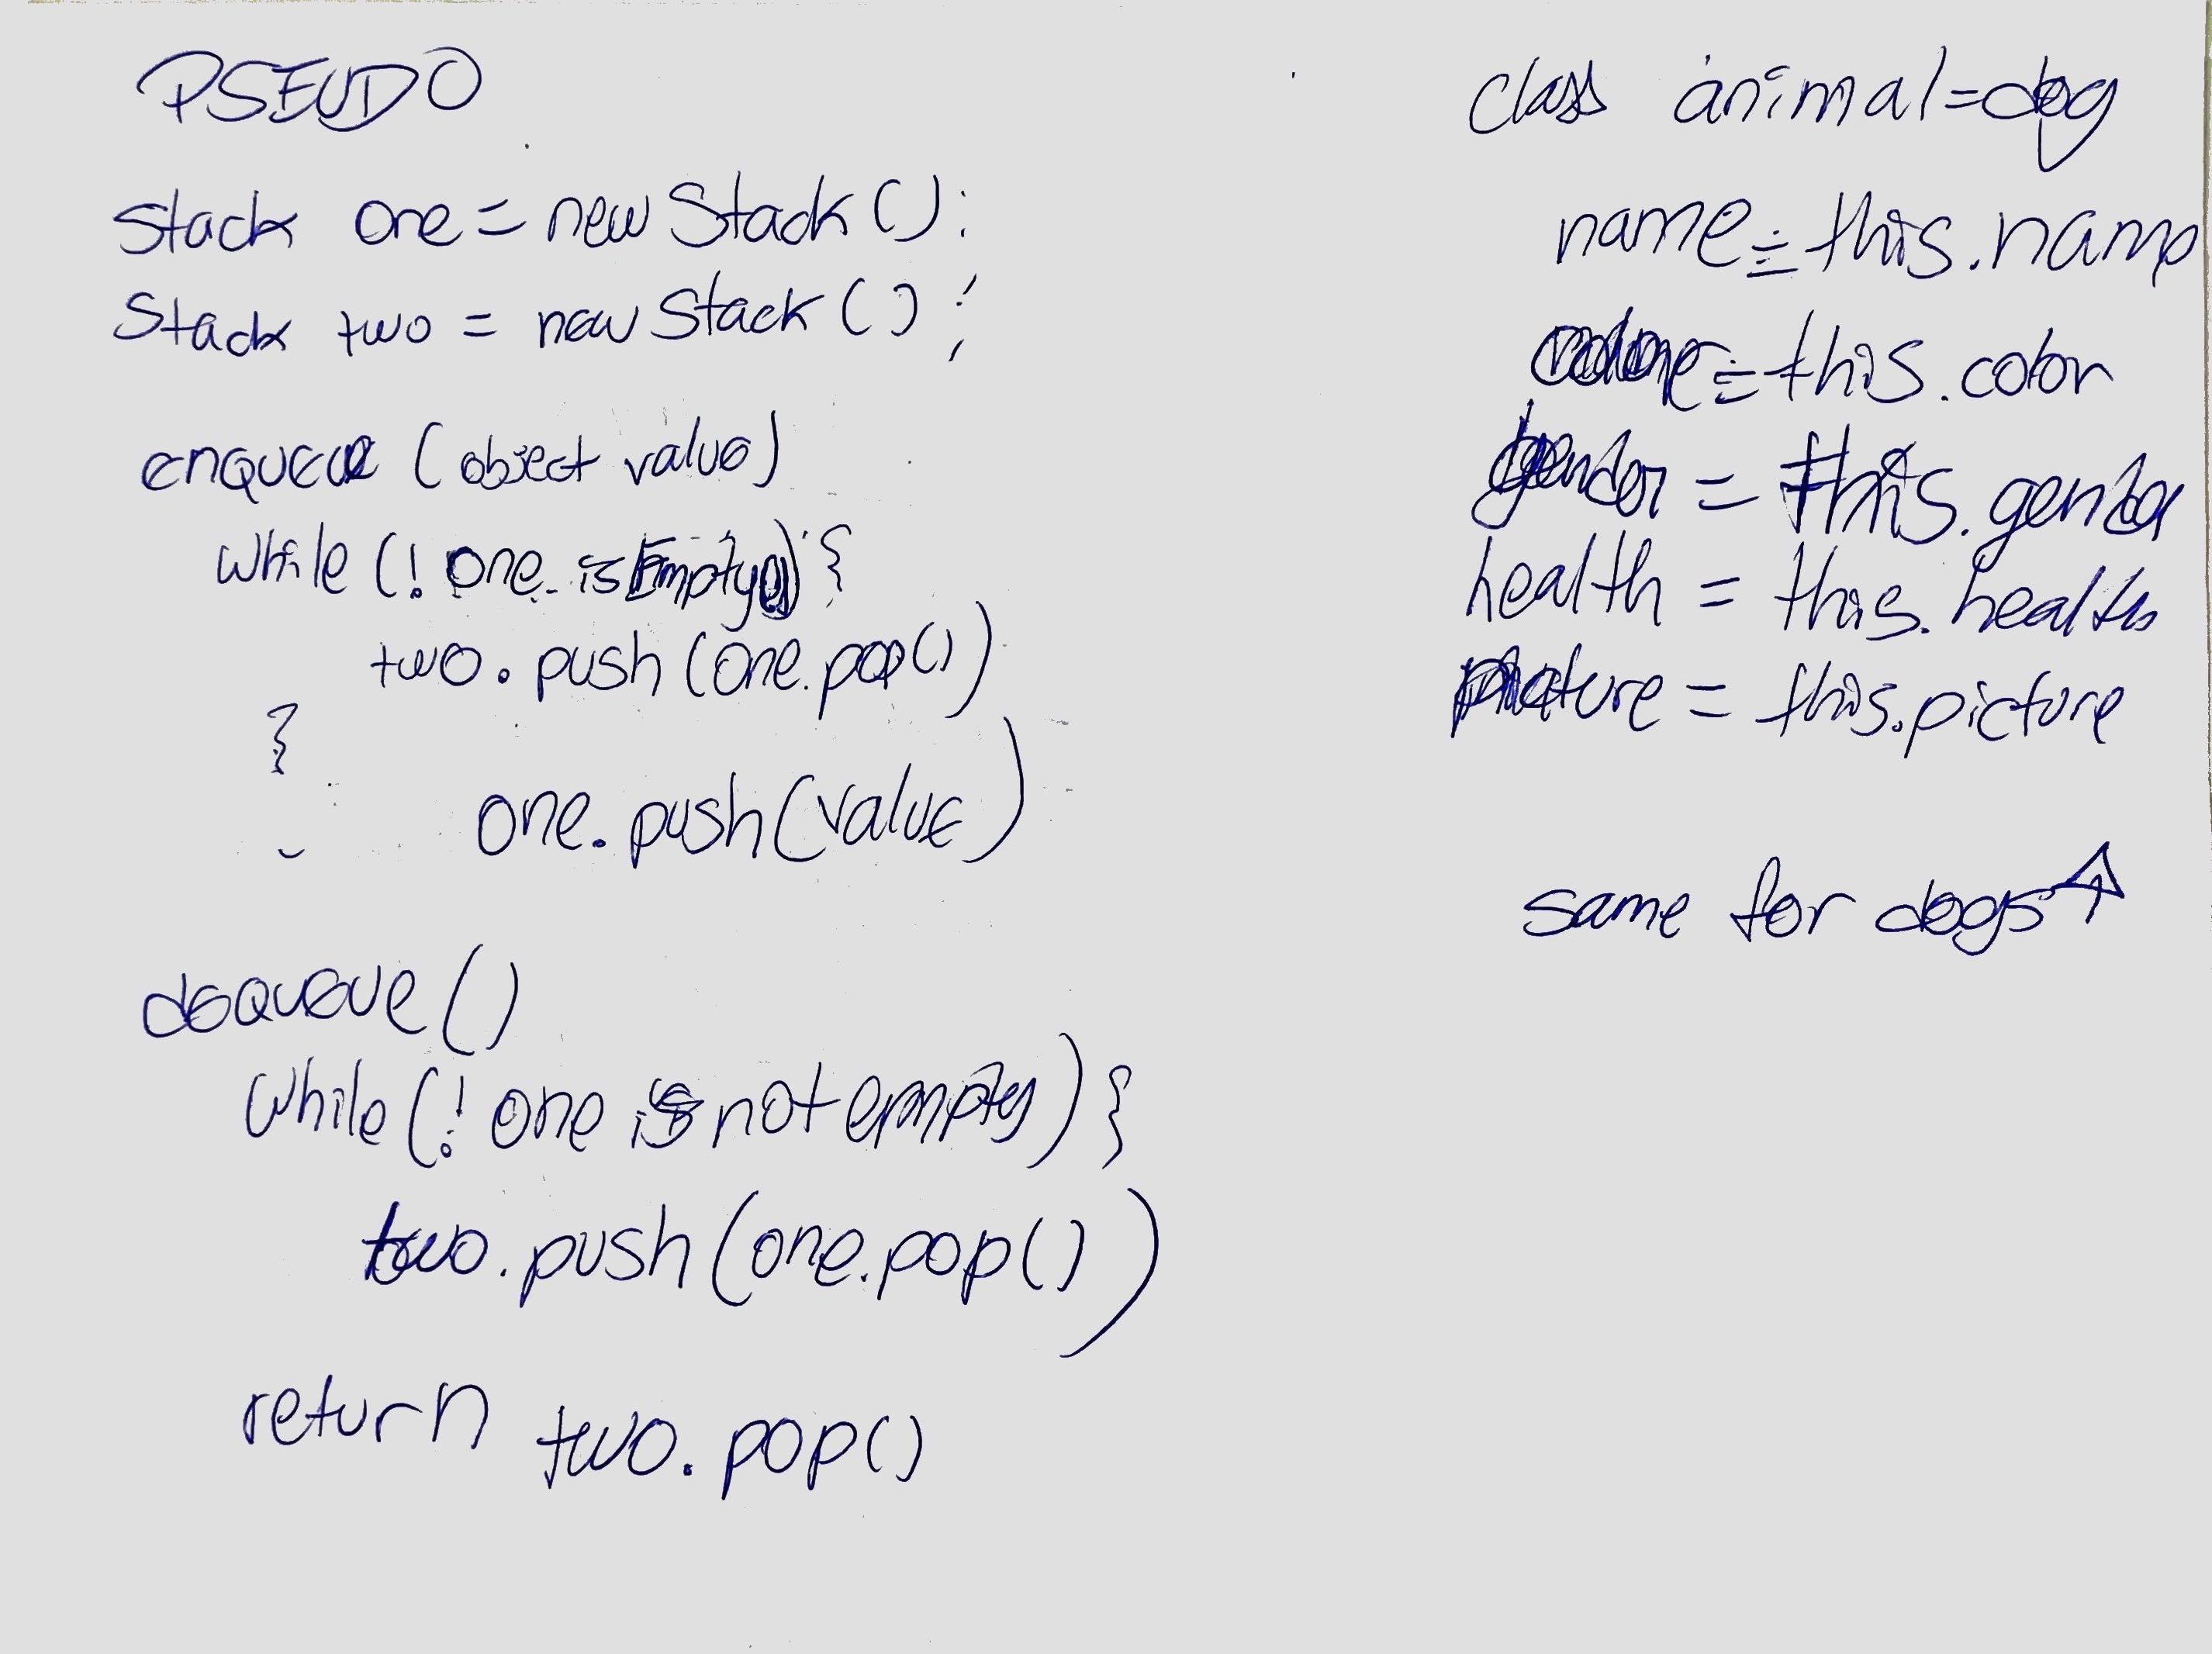 PSEUDO
Stack one = new Stack();
Stack two = new Stack();
enqueue (object value)
while (! one.isEmpty()) {
two.push(one.pop())
}
one.push(value)
dequeue()
while (! one is not empty) {
two.push(one.pop())
return two.pop()
class animal=dog
name = this.name
= this.color
gender = this.gender
health = this.health
picture = this.picture
same for dogs ↑